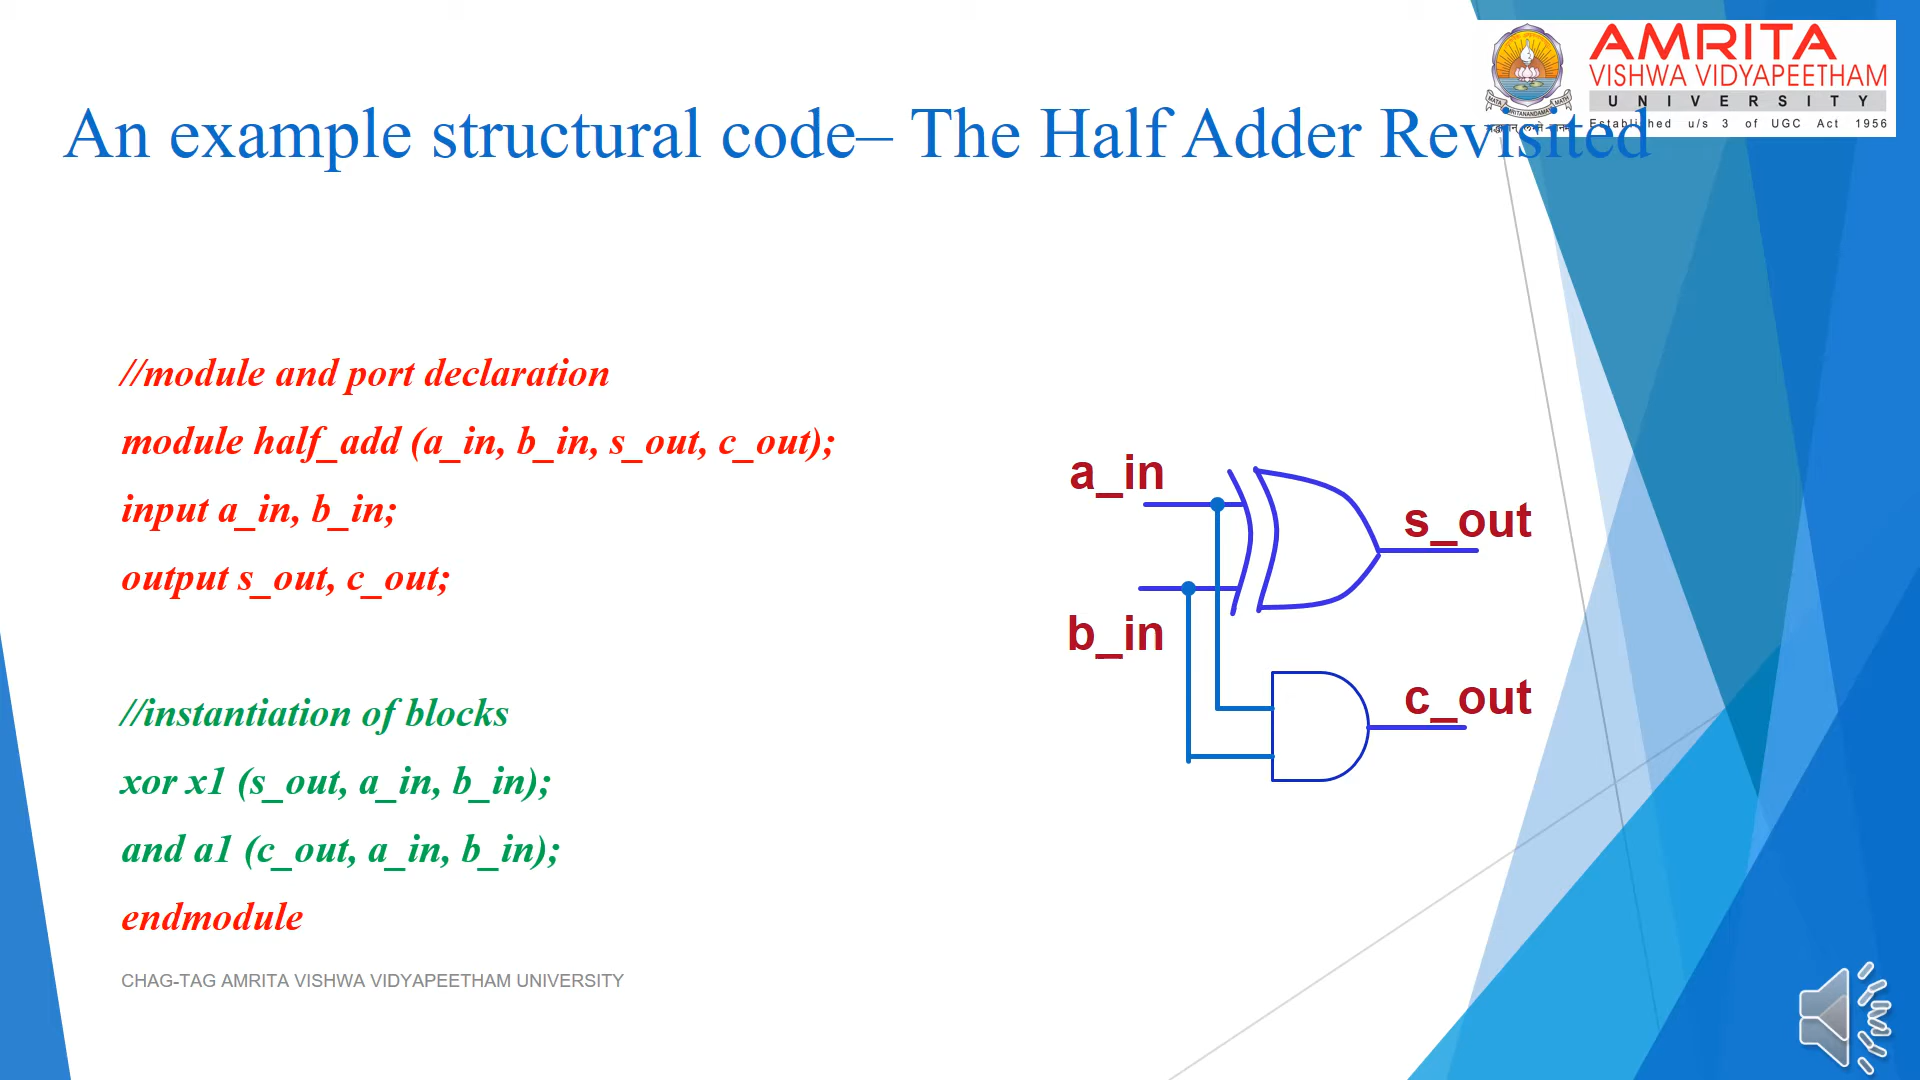 AMRITA
VISHWA VIDYAPEETHAM
UNIVERSITY
Established u/s 3 of UGC Act 1956
An example structural code– The Half Adder Revisited
//module and port declaration
module half_add (a_in, b_in, s_out, c_out);
input a_in, b_in;
output s_out, c_out;
//instantiation of blocks
xor x1 (s_out, a_in, b_in);
and a1 (c_out, a_in, b_in);
endmodule
a_in
s_out
b_in
c_out
CHAG-TAG AMRITA VISHWA VIDYAPEETHAM UNIVERSITY